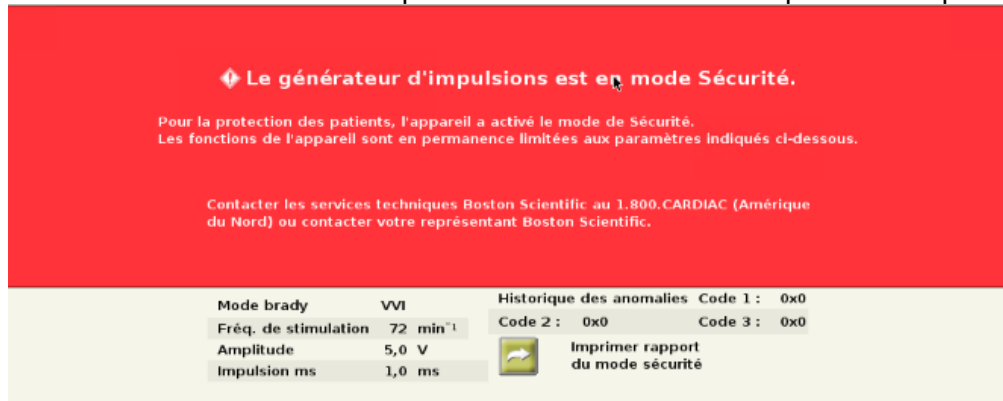 Le générateur d'impulsions est en mode Sécurité.
Pour la protection des patients, l'appareil a activé le mode de Sécurité.
Les fonctions de l'appareil sont en permanence limitées aux paramètres indiqués ci-dessous.
Contacter les services techniques Boston Scientific au 1.800.CARDIAC (Amérique
du Nord) ou contacter votre représentant Boston Scientific.
Mode brady VVI
Fréq. de stimulation 72 min⁻¹
Amplitude 5,0 V
Impulsion ms 1,0 ms
Historique des anomalies Code 1 : 0x0
Code 2 : 0x0 Code 3 : 0x0
Imprimer rapport
du mode sécurité